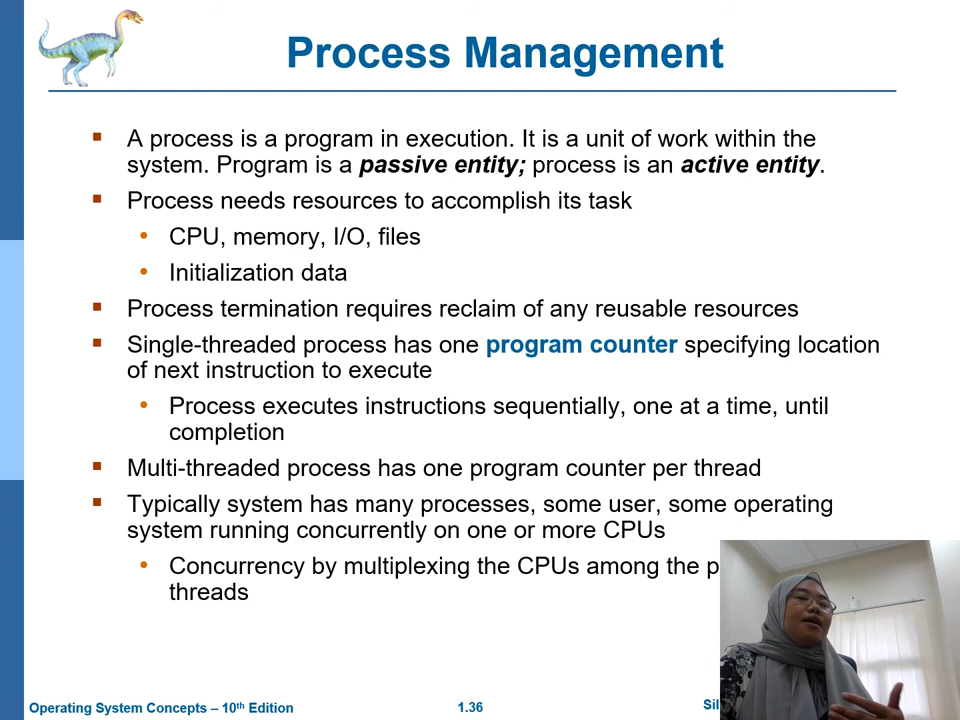 Process Management
A process is a program in execution. It is a unit of work within the
system. Program is a passive entity; process is an active entity.
Process needs resources to accomplish its task
CPU, memory, I/O, files
Initialization data
Process termination requires reclaim of any reusable resources
Single-threaded process has one program counter specifying location
of next instruction to execute
Process executes instructions sequentially, one at a time, until
completion
Multi-threaded process has one program counter per thread
Typically system has many processes, some user, some operating
system running concurrently on one or more CPUs
Concurrency by multiplexing the CPUs among the
threads
Operating System Concepts – 10th Edition
1.36